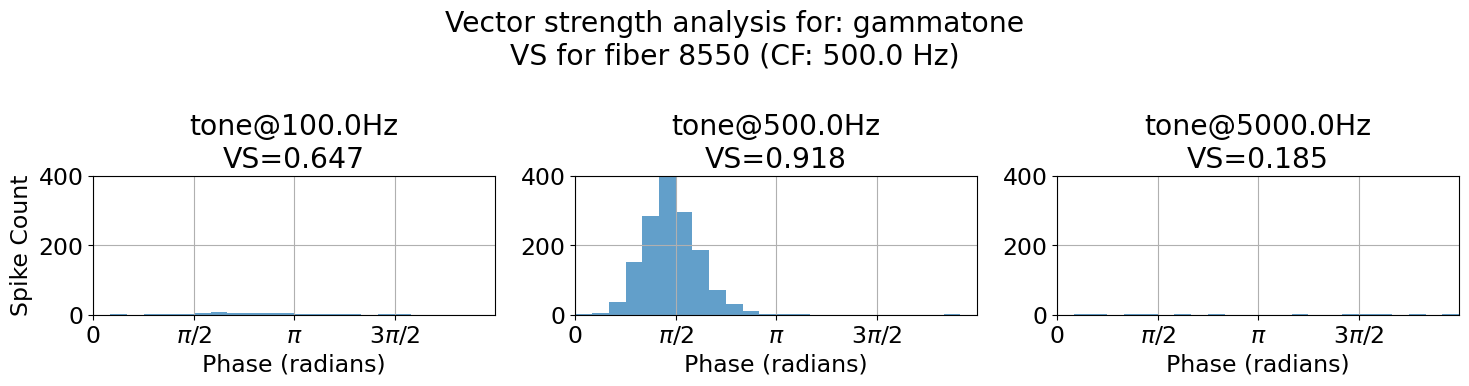 Vector strength analysis for: gammatone
VS for fiber 8550 (CF: 500.0 Hz)
tone@100.0Hz
VS=0.647
400
200
0
Spike Count
0 π/2 π 3π/2
Phase (radians)
tone@500.0Hz
VS=0.918
400
200
0
0 π/2 π 3π/2
Phase (radians)
tone@5000.0Hz
VS=0.185
400
200
0
0 π/2 π 3π/2
Phase (radians)